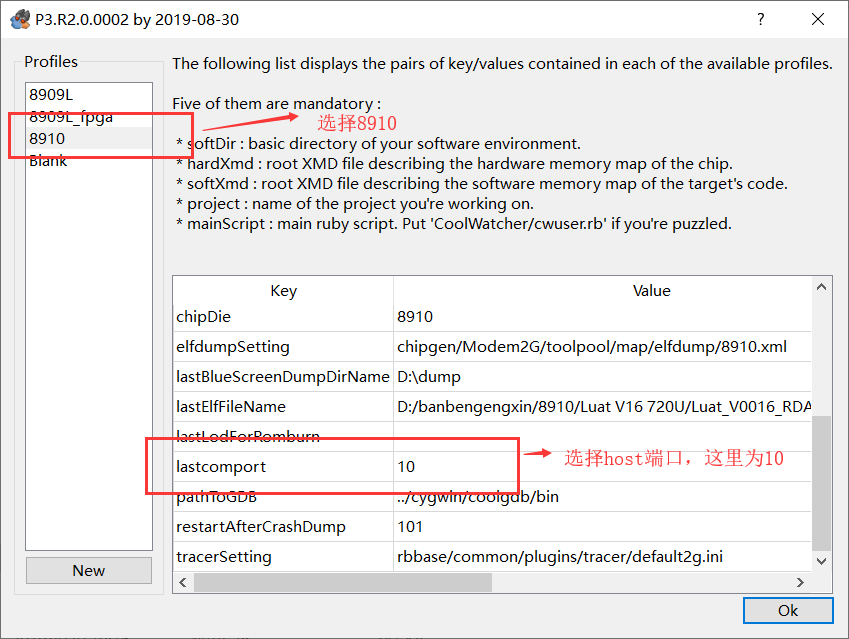 P3.R2.0.0002 by 2019-08-30
?
Profiles
8909L
8909L_fpga
8910
Blank
New
The following list displays the pairs of key/values contained in each of the available profiles.
Five of them are mandatory :
选择8910
* softDir : basic directory of your software environment.
* hardXmd : root XMD file describing the hardware memory map of the chip.
* softXmd : root XMD file describing the software memory map of the target's code.
* project : name of the project you're working on.
* mainScript : main ruby script. Put 'CoolWatcher/cwuser.rb' if you're puzzled.
Key Value
chipDie 8910
elfdumpSetting chipgen/Modem2G/toolpool/map/elfdump/8910.xml
lastBlueScreenDumpDirName D:\dump
lastElfFileName D:/banbengengxin/8910/Luat V16 720U/Luat_V0016_RDA
lastLodForRomburn
lastcomport 10
选择host端口，这里为10
pathToGDB ../cygwin/coolgdb/bin
restartAfterCrashDump 101
tracerSetting rbbase/common/plugins/tracer/default2g.ini
Ok